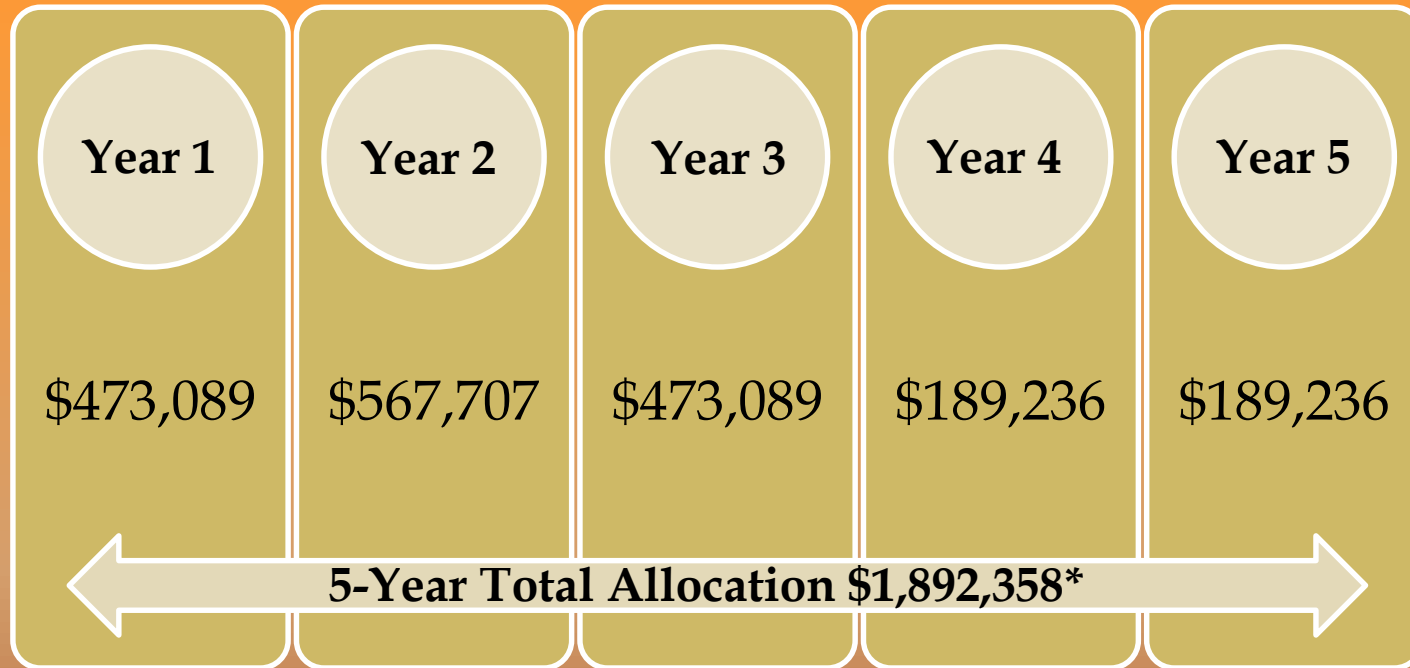 Year 1
Year 2
Year 3
Year 4
Year 5
$473,089
$567,707
$473,089
$189,236
$189,236
5-Year Total Allocation $1,892,358*